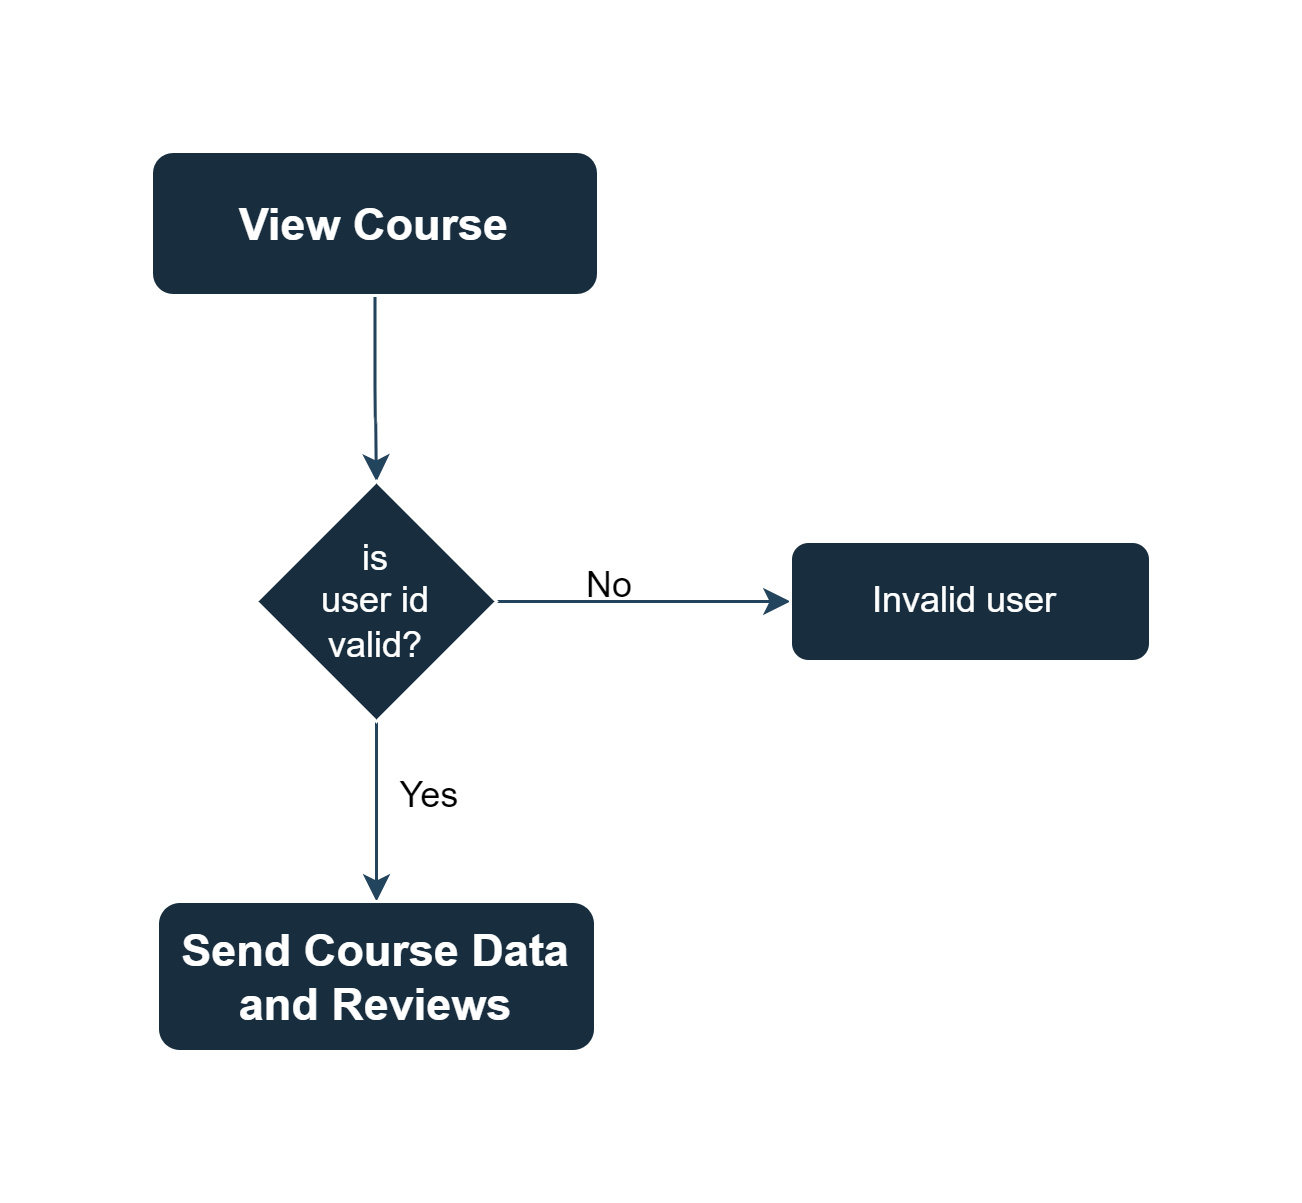 View Course
is
user id
valid?
No
Invalid user
Yes
Send Course Data
and Reviews